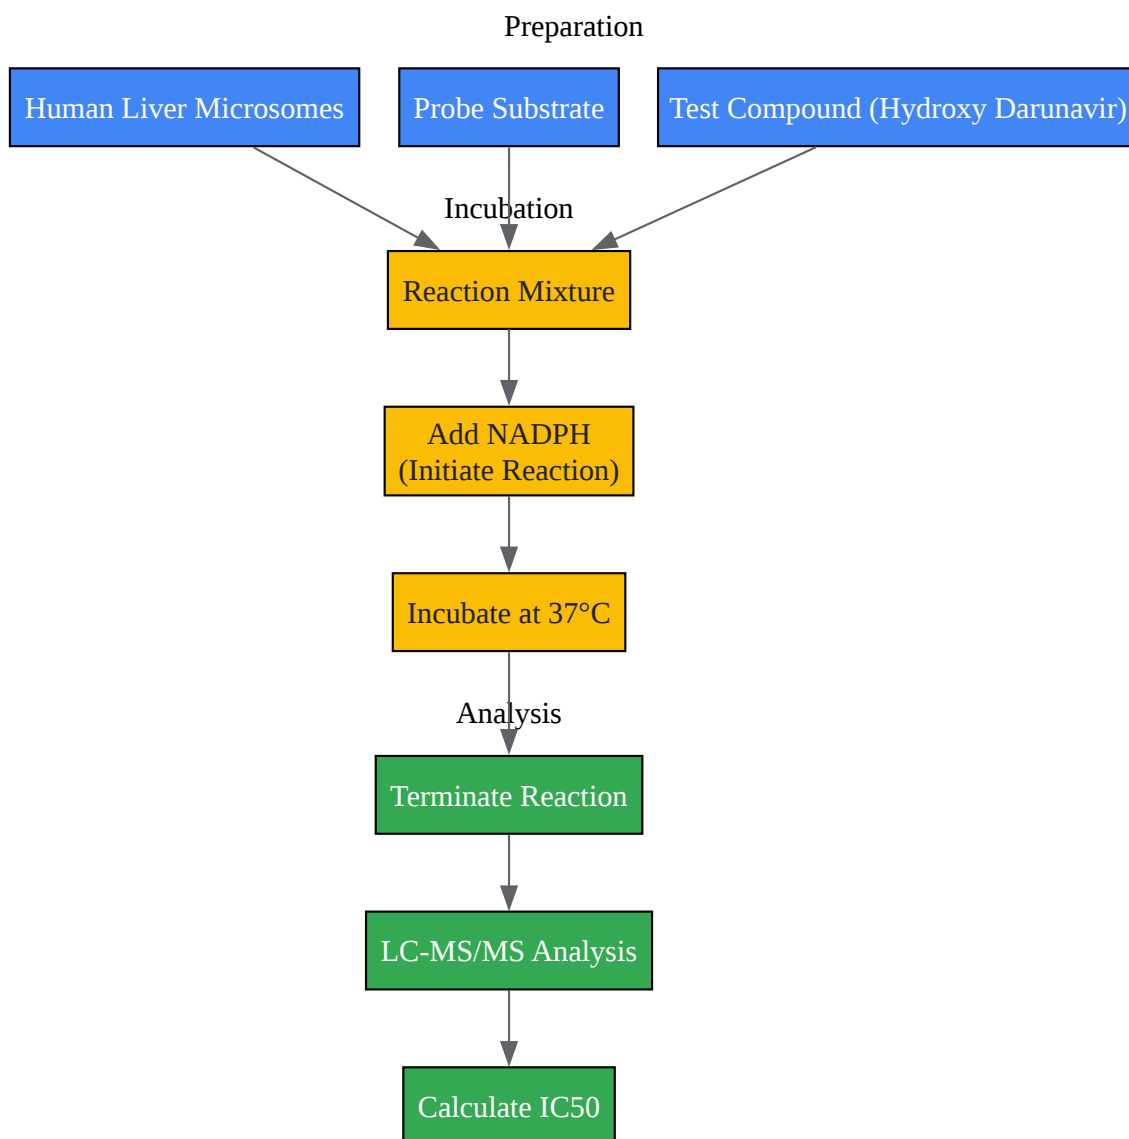 Preparation
Human Liver Microsomes
Probe Substrate
Test Compound (Hydroxy Darunavir)
Incubation
Reaction Mixture
Add NADPH
(Initiate Reaction)
Incubate at 37°C
Analysis
Terminate Reaction
LC-MS/MS Analysis
Calculate IC50